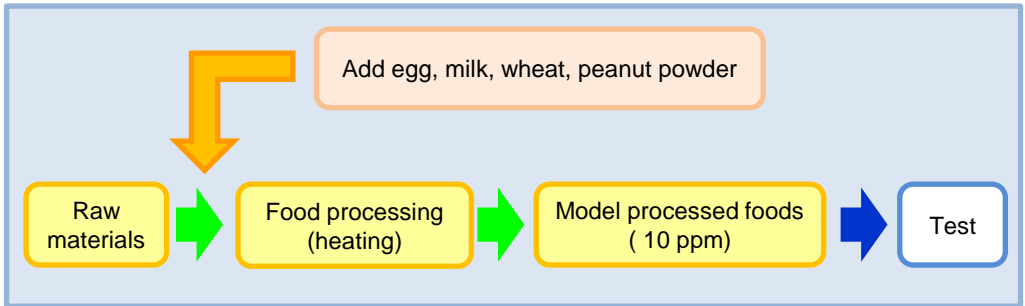 Add egg, milk, wheat, peanut powder
Raw
materials
Food processing
(heating)
Model processed foods
( 10 ppm)
Test